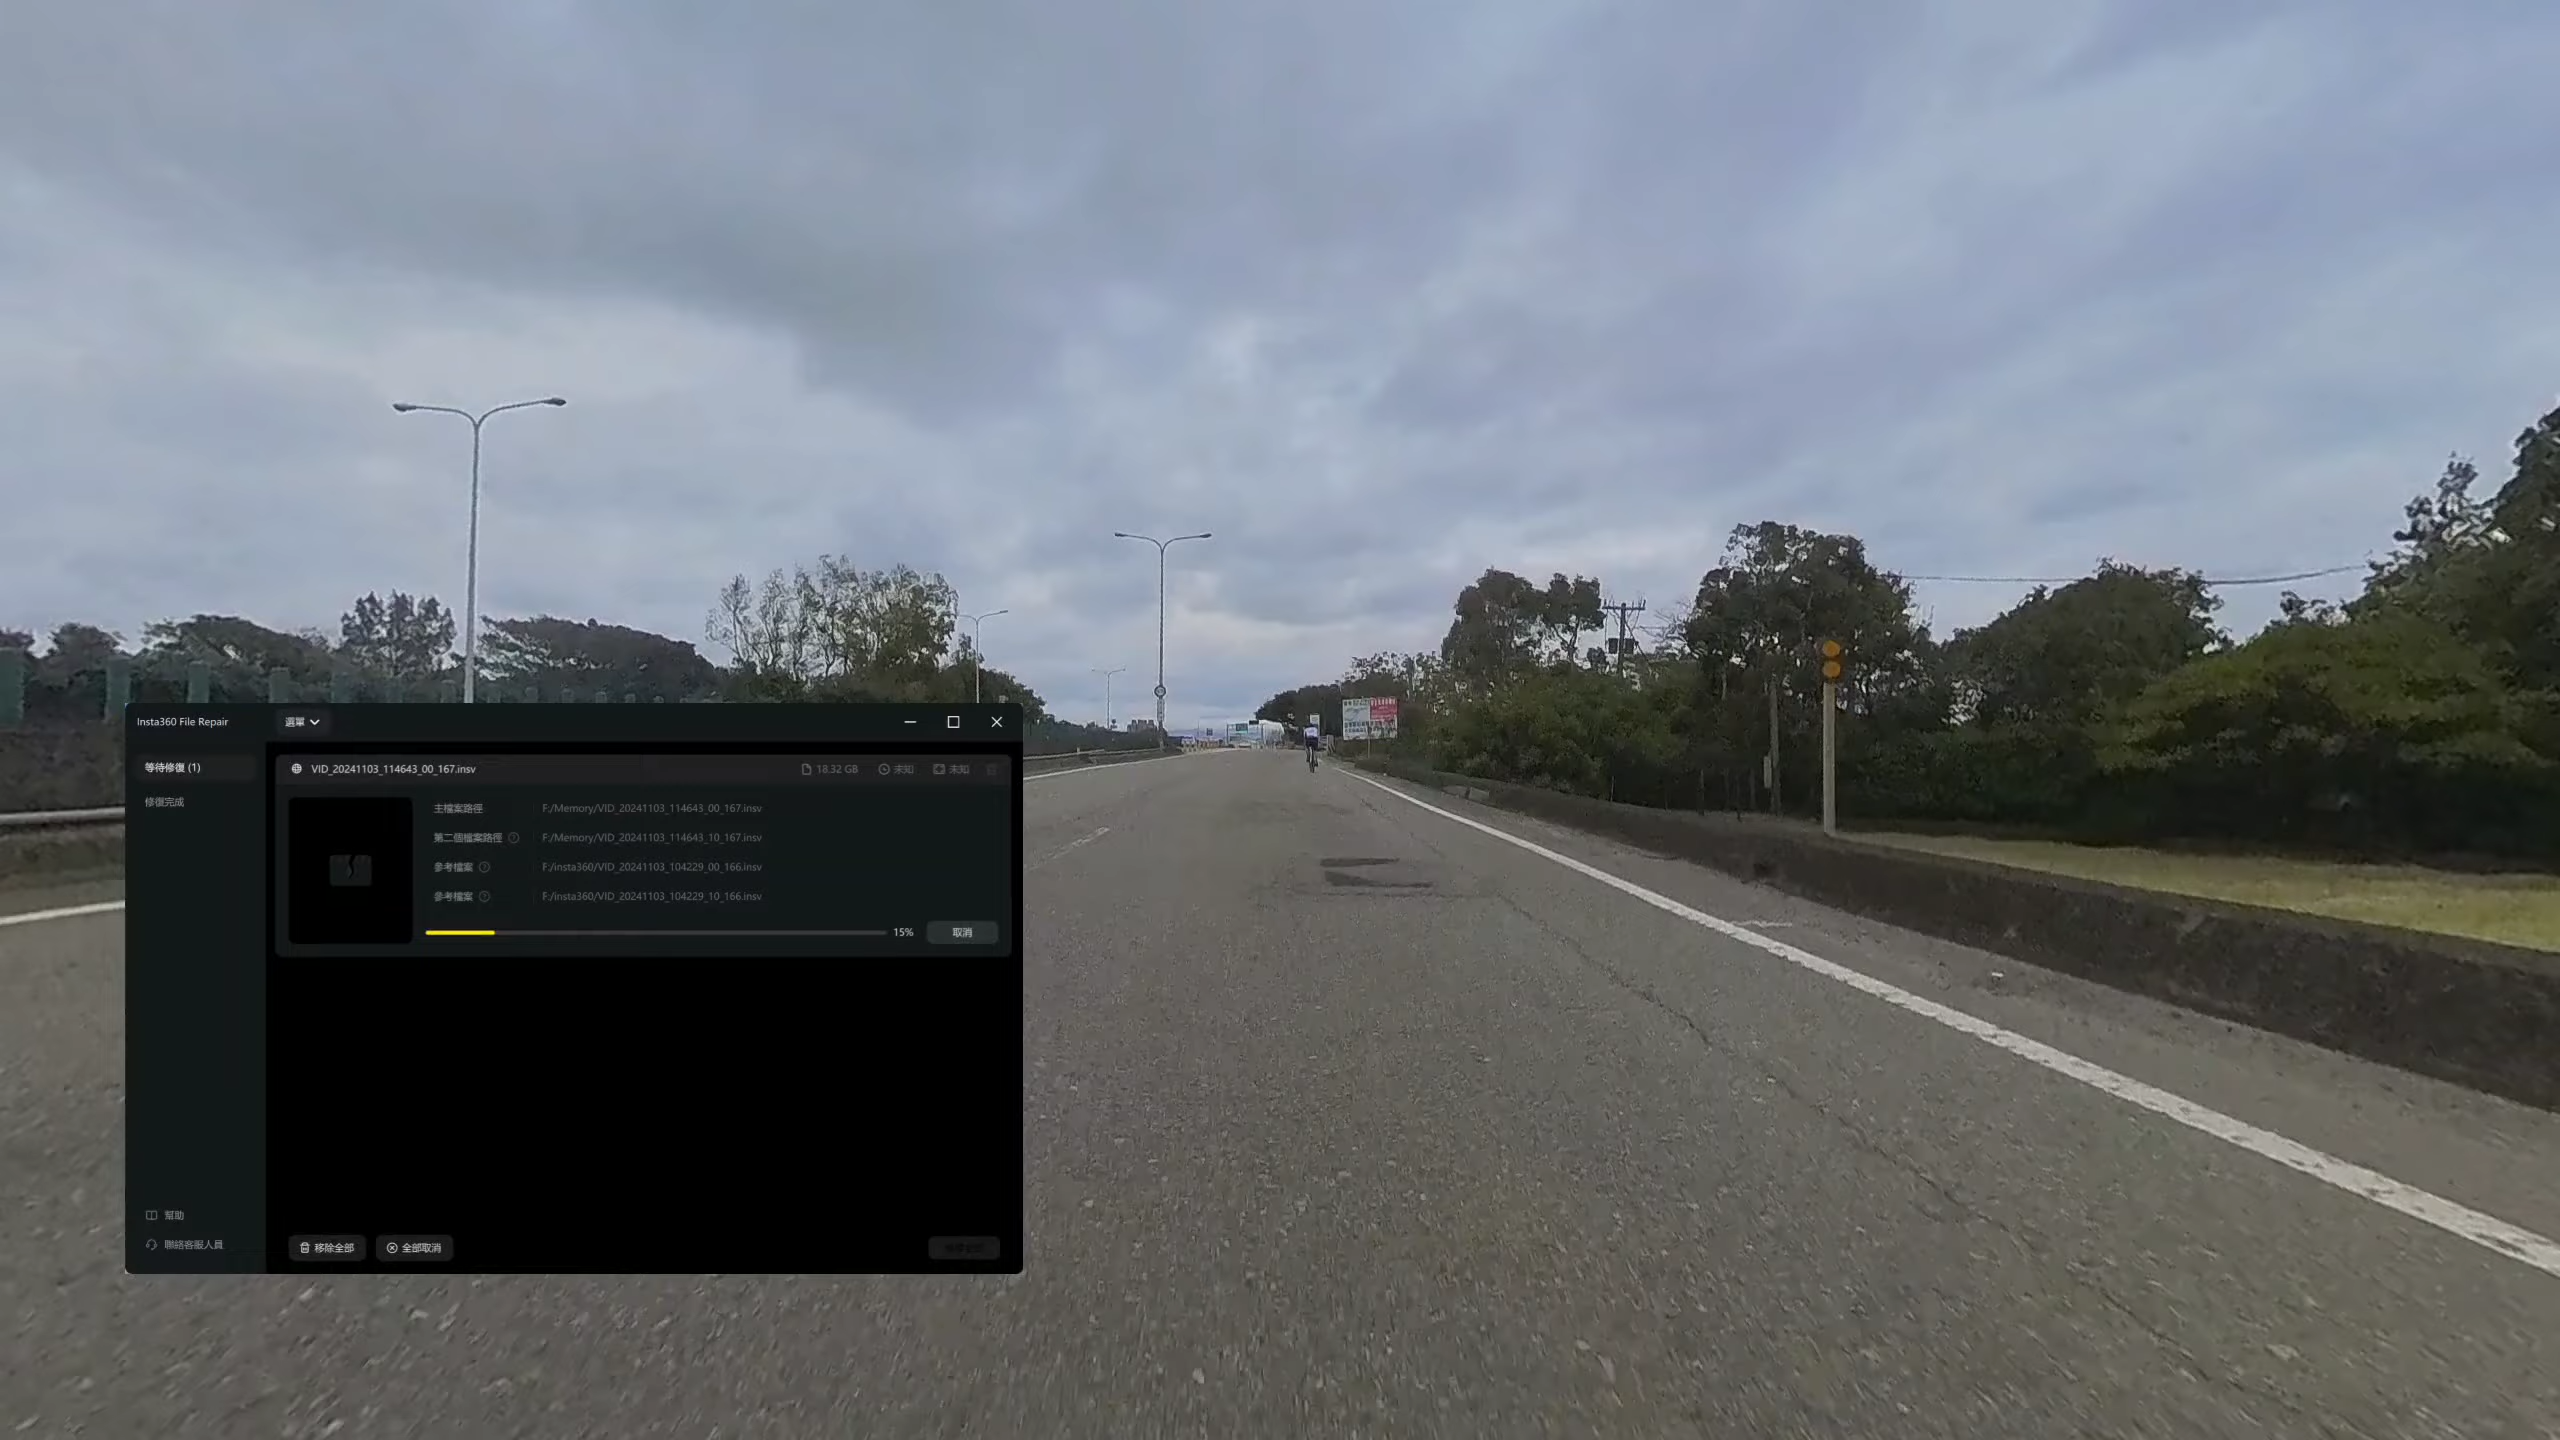 Insta360 File Repair
選單
等待修復 (1)
修復完成
VID_20241103_114643_00_167.insv
18.32 GB
未知
未知
主檔案路徑
F:/Memory/VID_20241103_114643_00_167.insv
第二個檔案路徑
F:/Memory/VID_20241103_114643_10_167.insv
參考檔案
F:/insta360/VID_20241103_104229_00_166.insv
參考檔案
F:/insta360/VID_20241103_104229_10_166.insv
15%
取消
幫助
聯絡客服人員
移除全部
全部取消